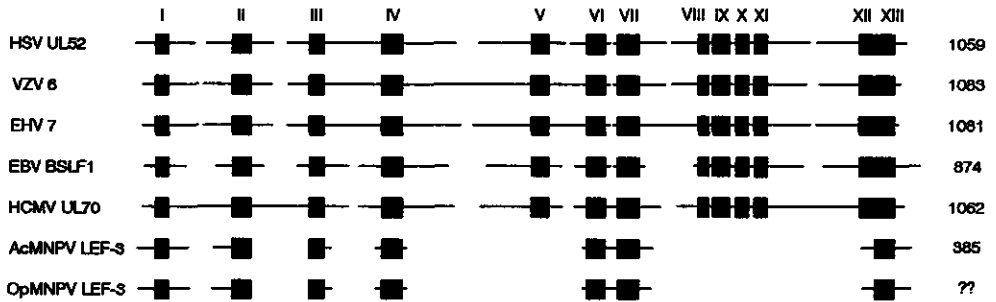 I II III IV V VI VII VIII IX X XI XII XIII
HSV UL52 1059
VZV 6 1083
EHV 7 1081
EBV BSLF1 874
HCMV UL70 1062
AcMNPV LEF-3 385
OpMNPV LEF-3 ??